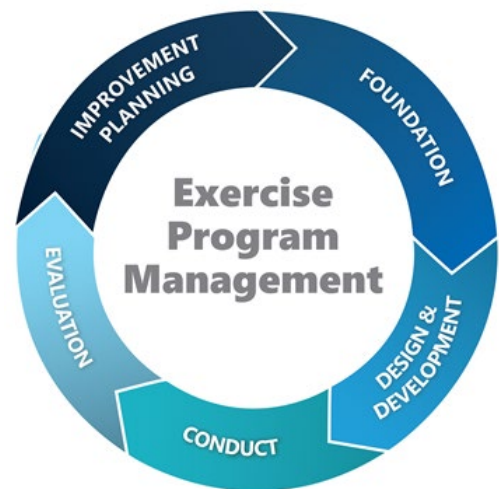 Exercise
Program
Management
FOUNDATION
DESIGN &
DEVELOPMENT
CONDUCT
EVALUATION
IMPROVEMENT
PLANNING